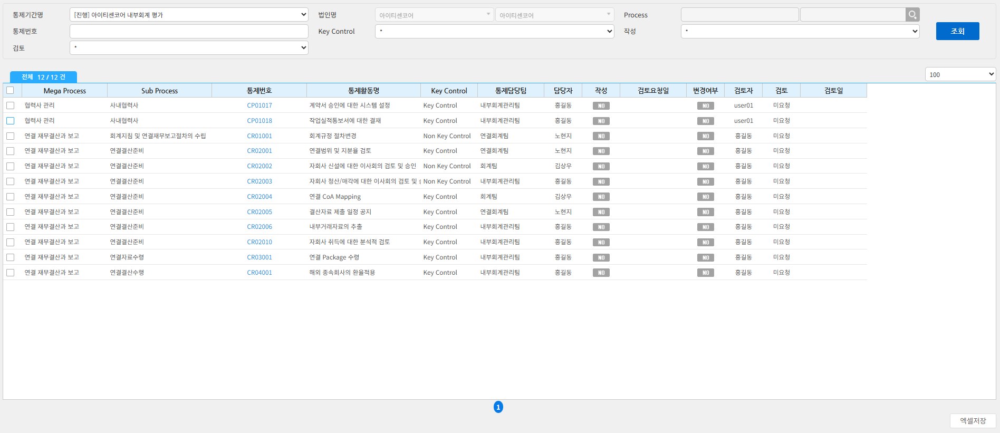 통제기간명 [진행] 아이티센코어 내부회계 평가 법인명 아이티센코어 아이티센코어 Process
통제번호 Key Control * 작성 * 조회
검토 *
전체 12 / 12 건 100
Mega Process Sub Process 통제번호 통제활동명 Key Control 통제담당팀 담당자 작성 검토요청일 변경여부 검토자 검토 검토일
협력사 관리 사내협력사 CP01017 계약서 승인에 대한 시스템 설정 Key Control 내부회계관리팀 홍길동 NO NO user01 미요청
협력사 관리 사내협력사 CP01018 작업실적통보서에 대한 결재 Key Control 내부회계관리팀 홍길동 NO NO user01 미요청
연결 재무결산과 보고 회계지침 및 연결재무보고절차의 수립 CR01001 회계규정 절차변경 Non Key Control 연결회계팀 노현지 NO NO 홍길동 미요청
연결 재무결산과 보고 연결결산준비 CR02001 연결범위 및 지분율 검토 Key Control 연결회계팀 노현지 NO NO 홍길동 미요청
연결 재무결산과 보고 연결결산준비 CR02002 자회사 신설에 대한 이사회의 검토 및 승인 Non Key Control 회계팀 김상우 NO NO 홍길동 미요청
연결 재무결산과 보고 연결결산준비 CR02003 자회사 청산/매각에 대한 이사회의 검토 및 Non Key Control 내부회계관리팀 홍길동 NO NO 홍길동 미요청
연결 재무결산과 보고 연결결산준비 CR02004 연결 CoA Mapping Key Control 회계팀 김상우 NO NO 홍길동 미요청
연결 재무결산과 보고 연결결산준비 CR02005 결산자료 제출 일정 공지 Key Control 연결회계팀 노현지 NO NO 홍길동 미요청
연결 재무결산과 보고 연결결산준비 CR02006 내부거래자료의 추출 Key Control 내부회계관리팀 홍길동 NO NO 홍길동 미요청
연결 재무결산과 보고 연결결산준비 CR02010 자회사 취득에 대한 분석적 검토 Key Control 내부회계관리팀 홍길동 NO NO 홍길동 미요청
연결 재무결산과 보고 연결자료수령 CR03001 연결 Package 수령 Key Control 내부회계관리팀 홍길동 NO NO 홍길동 미요청
연결 재무결산과 보고 연결결산수행 CR04001 해외 종속회사의 환율적용 Key Control 내부회계관리팀 홍길동 NO NO 홍길동 미요청
1
엑셀저장